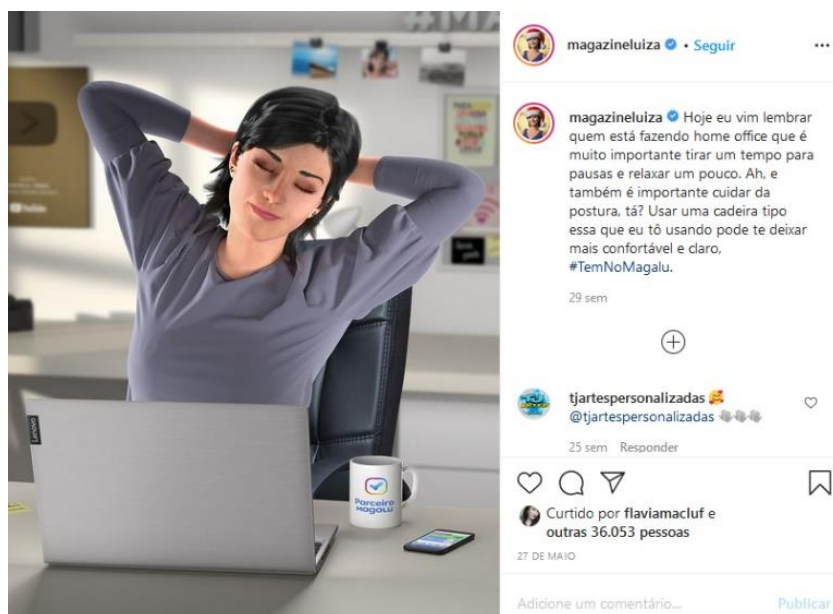 #MA
YouTube
Lenovo
Parceiro
Magalu
magazineluiza • Seguir
magazineluiza Hoje eu vim lembrar
quem está fazendo home office que é
muito importante tirar um tempo para
pausas e relaxar um pouco. Ah, e
também é importante cuidar da
postura, tá? Usar uma cadeira tipo
essa que eu tô usando pode te deixar
mais confortável e claro,
#TemNoMagalu.
29 sem
tjartespersonalizadas
@tjartespersonalizadas
25 sem Responder
Curtido por flaviamacluf e
outras 36.053 pessoas
27 DE MAIO
Adicione um comentário... Publicar